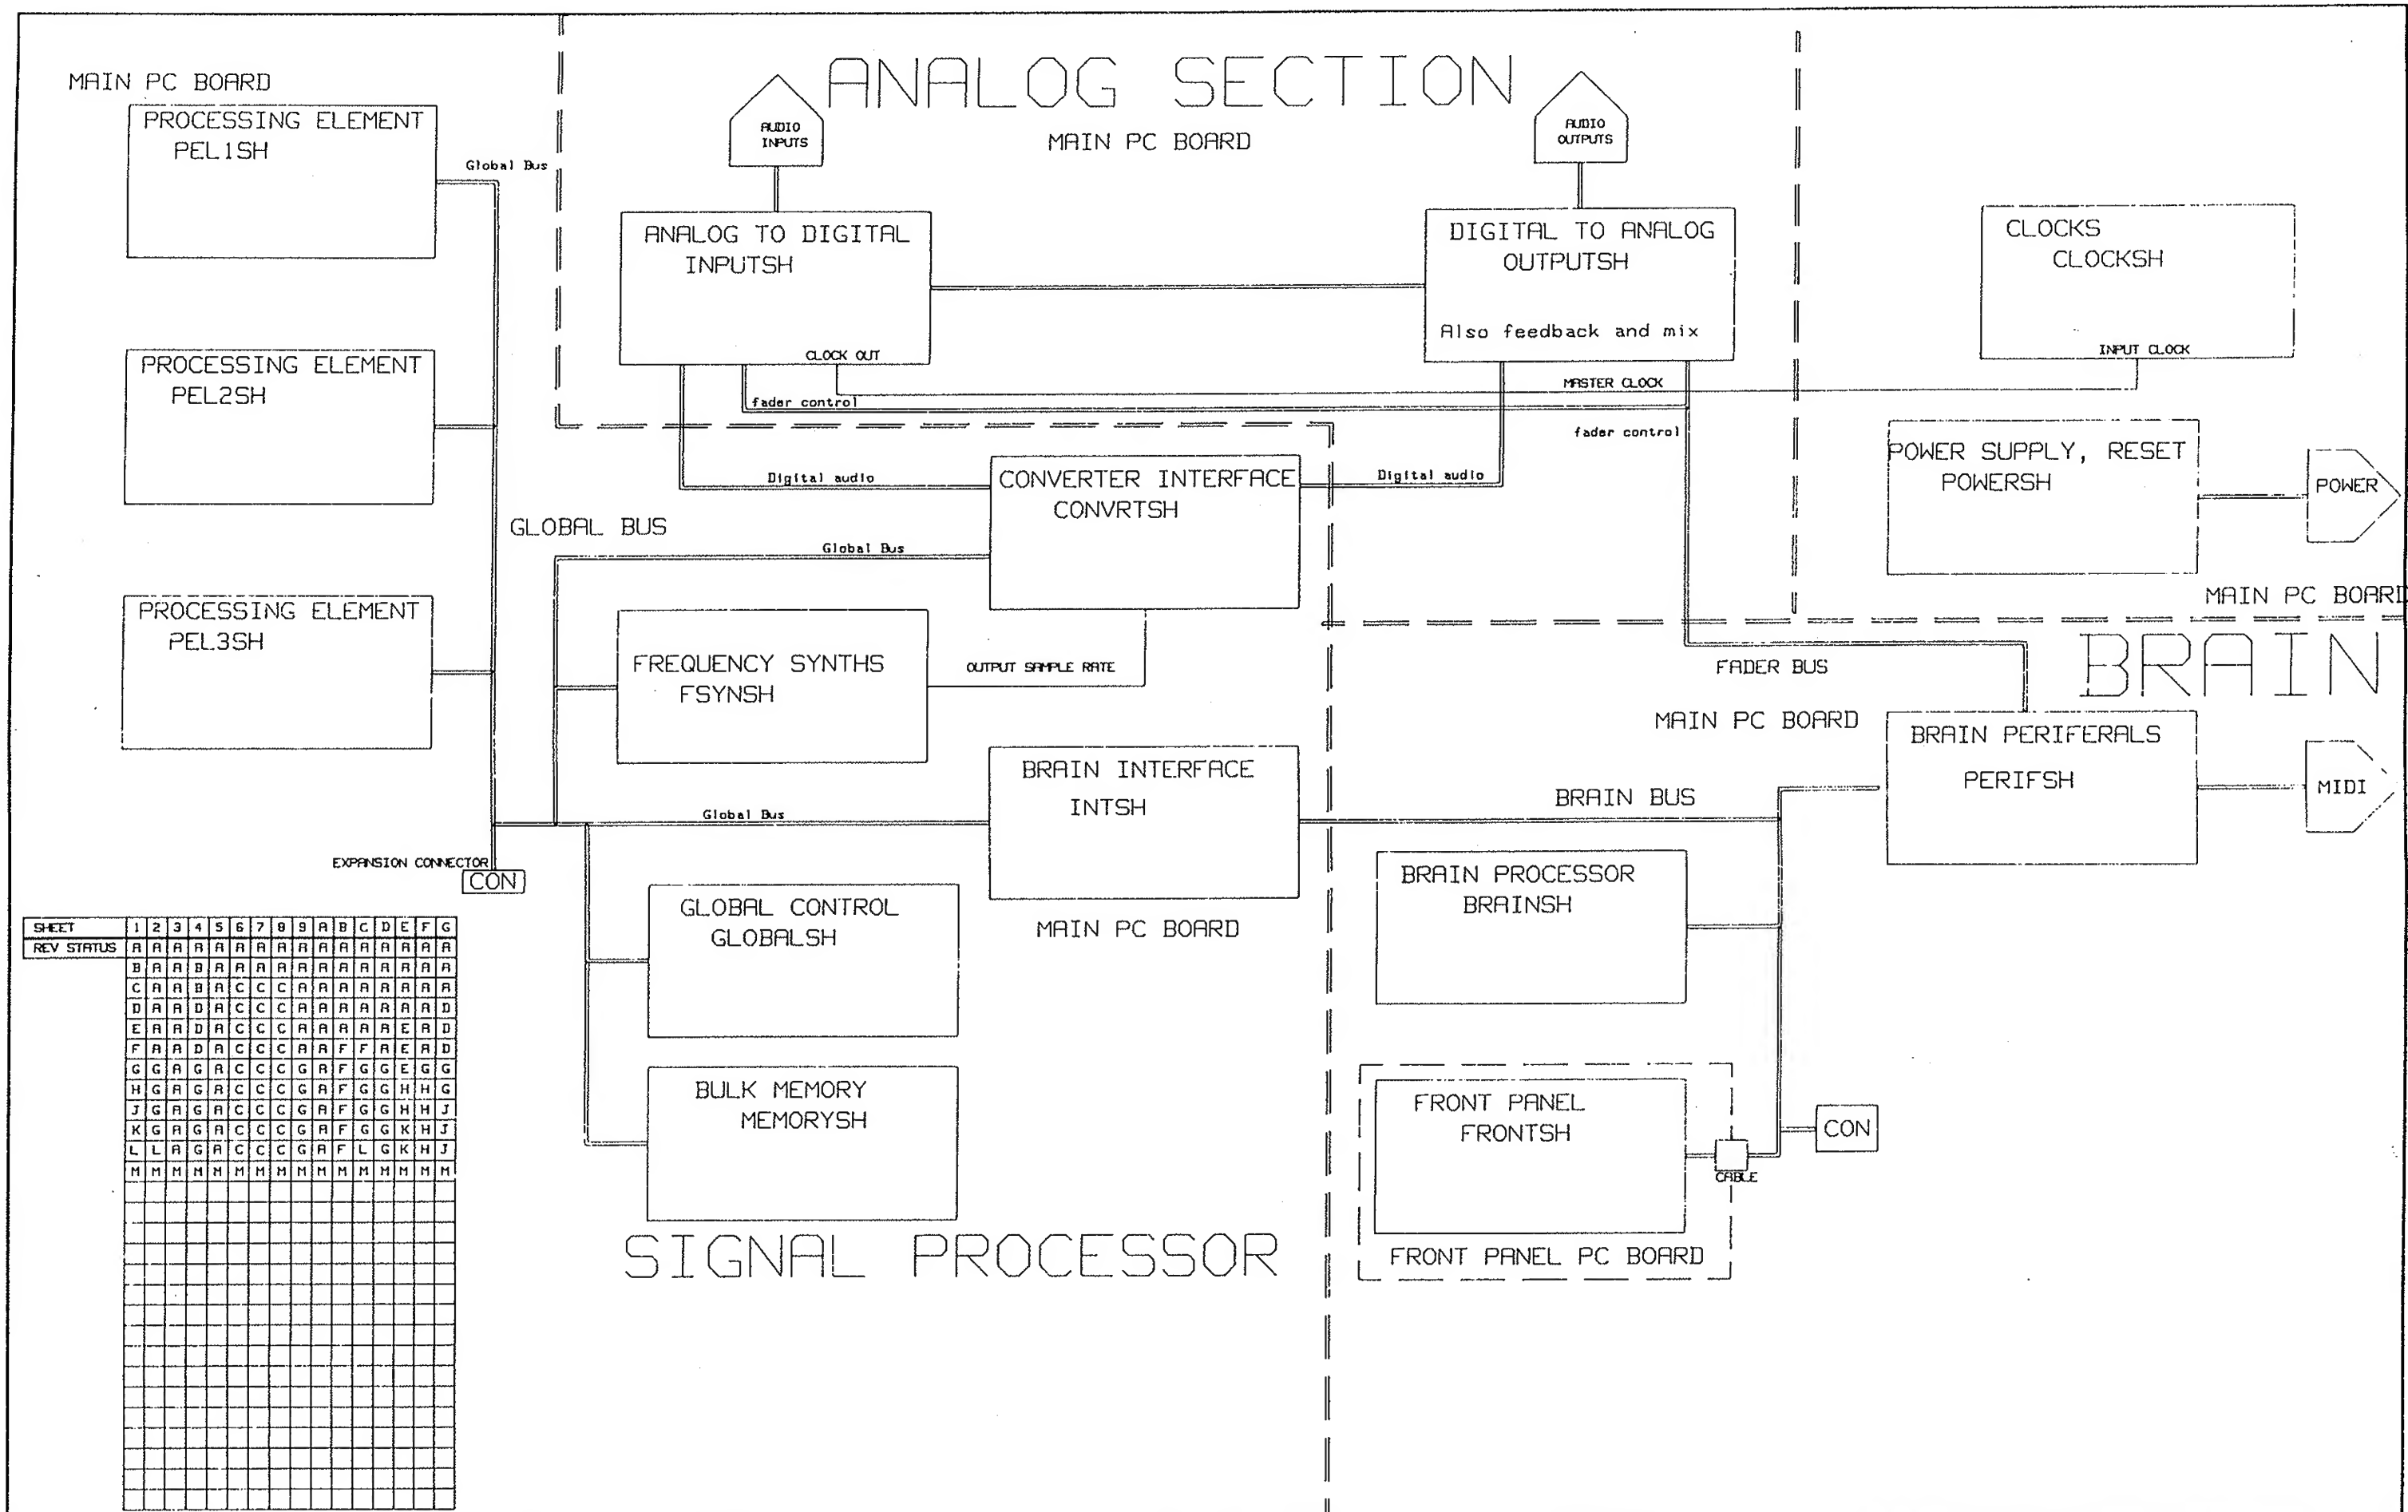 MAIN PC BOARD
PROCESSING ELEMENT
PEL1SH
Global Bus
PROCESSING ELEMENT
PEL2SH
PROCESSING ELEMENT
PEL3SH
GLOBAL BUS
EXPANSION CONNECTOR
CON
ANALOG SECTION
MAIN PC BOARD
AUDIO
INPUTS
AUDIO
OUTPUTS
ANALOG TO DIGITAL
INPUTSH
CLOCK OUT
DIGITAL TO ANALOG
OUTPUTSH
Also feedback and mix
MASTER CLOCK
fader control
fader control
CLOCKS
CLOCKSH
INPUT CLOCK
POWER SUPPLY, RESET
POWERSH
POWER
MAIN PC BOARD
Digital audio
CONVERTER INTERFACE
CONVRTSH
Digital audio
Global Bus
FREQUENCY SYNTHS
FSYNSH
OUTPUT SAMPLE RATE
BRAIN INTERFACE
INTSH
Global Bus
MAIN PC BOARD
GLOBAL CONTROL
GLOBALSH
BULK MEMORY
MEMORYSH
SIGNAL PROCESSOR
BRAIN
FADER BUS
MAIN PC BOARD
BRAIN PERIFERALS
PERIFSH
MIDI
BRAIN BUS
BRAIN PROCESSOR
BRAINSH
FRONT PANEL
FRONTSH
CABLE
CON
FRONT PANEL PC BOARD
SHEET 1 2 3 4 5 6 7 8 9 A B C D E F G
REV STATUS A A A A A A A A A A A A A A A A
B A A B A A A A A A A A A A A A
C A A B A C C C A A A A A A A A
D A A D A C C C A A A A A A A D
E A A D A C C C A A A A A E A D
F A A D A C C C A A F F A E A D
G G A G A C C C G A F G G E G G
H G A G A C C C G A F G G H H G
J G A G A C C C G A F G G H H J
K G A G A C C C G A F G G K H J
L L A G A C C C G A F L G K H J
M M M M M M M M M M M M M M M M